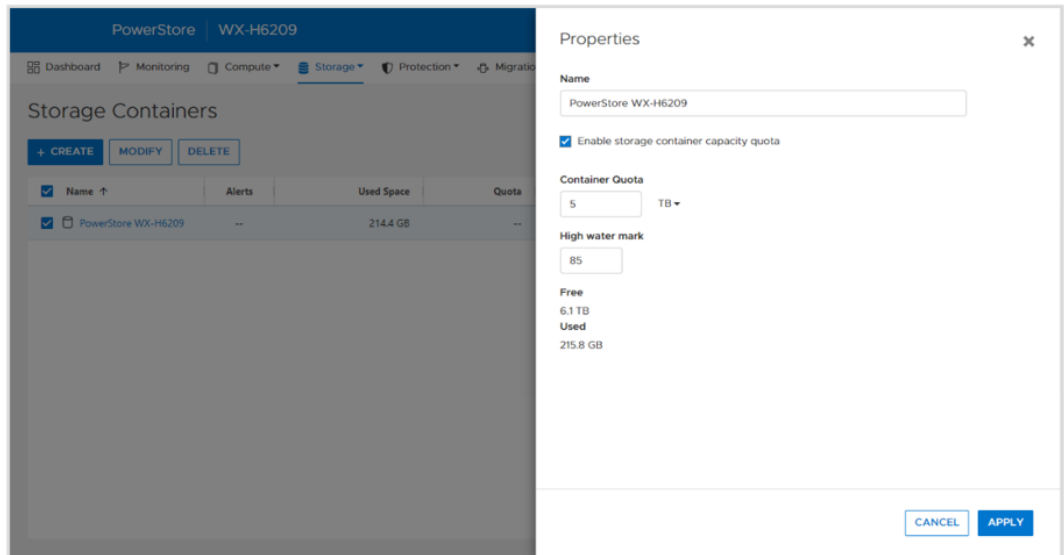 PowerStore WX-H6209
Dashboard Monitoring Compute Storage Protection Migratio
Storage Containers
+ CREATE MODIFY DELETE
Name ↑ Alerts Used Space Quota
PowerStore WX-H6209 -- 214.4 GB --
Properties
Name
PowerStore WX-H6209
Enable storage container capacity quota
Container Quota
5 TB
High water mark
85
Free
6.1 TB
Used
215.8 GB
CANCEL APPLY